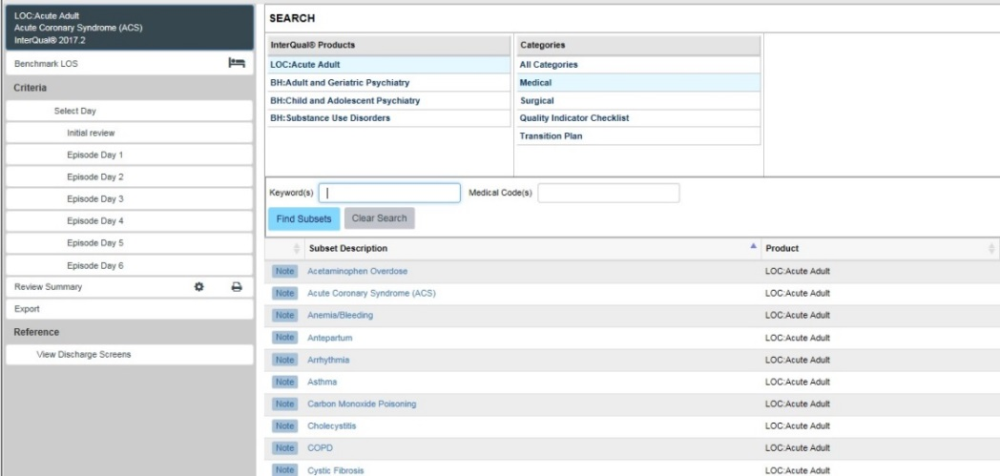 LOC:Acute Adult
Acute Coronary Syndrome (ACS)
InterQual® 2017.2
Benchmark LOS
Criteria
Select Day
Initial review
Episode Day 1
Episode Day 2
Episode Day 3
Episode Day 4
Episode Day 5
Episode Day 6
Review Summary
Export
Reference
View Discharge Screens
SEARCH
InterQual® Products
LOC:Acute Adult
BH:Adult and Geriatric Psychiatry
BH:Child and Adolescent Psychiatry
BH:Substance Use Disorders
Categories
All Categories
Medical
Surgical
Quality Indicator Checklist
Transition Plan
Keyword(s) Medical Code(s)
Find Subsets Clear Search
Subset Description Product
Note Acetaminophen Overdose LOC:Acute Adult
Note Acute Coronary Syndrome (ACS) LOC:Acute Adult
Note Anemia/Bleeding LOC:Acute Adult
Note Antepartum LOC:Acute Adult
Note Arrhythmia LOC:Acute Adult
Note Asthma LOC:Acute Adult
Note Carbon Monoxide Poisoning LOC:Acute Adult
Note Cholecystitis LOC:Acute Adult
Note COPD LOC:Acute Adult
Note Cystic Fibrosis LOC:Acute Adult